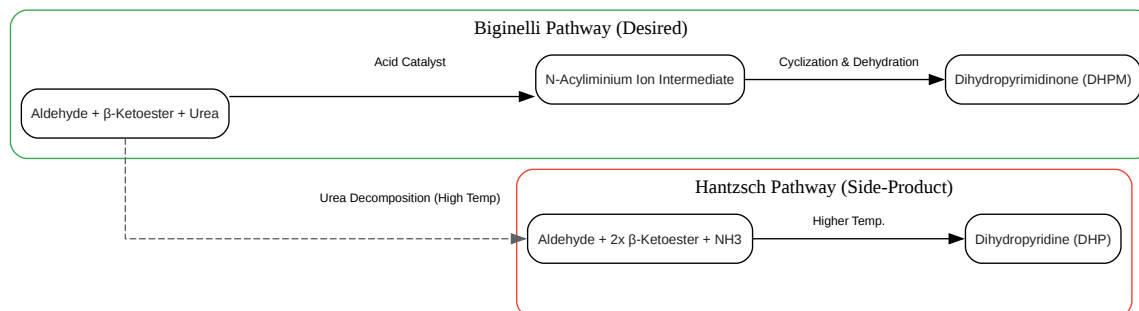 Biginelli Pathway (Desired)
Acid Catalyst
Cyclization & Dehydration
N-Acyliminium Ion Intermediate
Dihydropyrimidinone (DHPM)
Aldehyde + β-Ketoester + Urea
Urea Decomposition (High Temp)
Hantzsch Pathway (Side-Product)
Higher Temp.
Aldehyde + 2x β-Ketoester + NH3
Dihydropyridine (DHP)